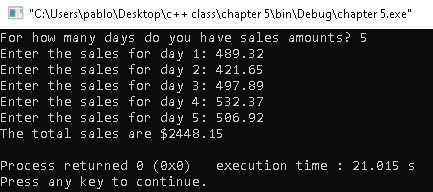 "C:\Users\pablo\Desktop\c++ class\chapter 5\bin\Debug\chapter 5.exe"
For how many days do you have sales amounts? 5
Enter the sales for day 1: 489.32
Enter the sales for day 2: 421.65
Enter the sales for day 3: 497.89
Enter the sales for day 4: 532.37
Enter the sales for day 5: 506.92
The total sales are $2448.15
Process returned 0 (0x0)   execution time : 21.015 s
Press any key to continue.